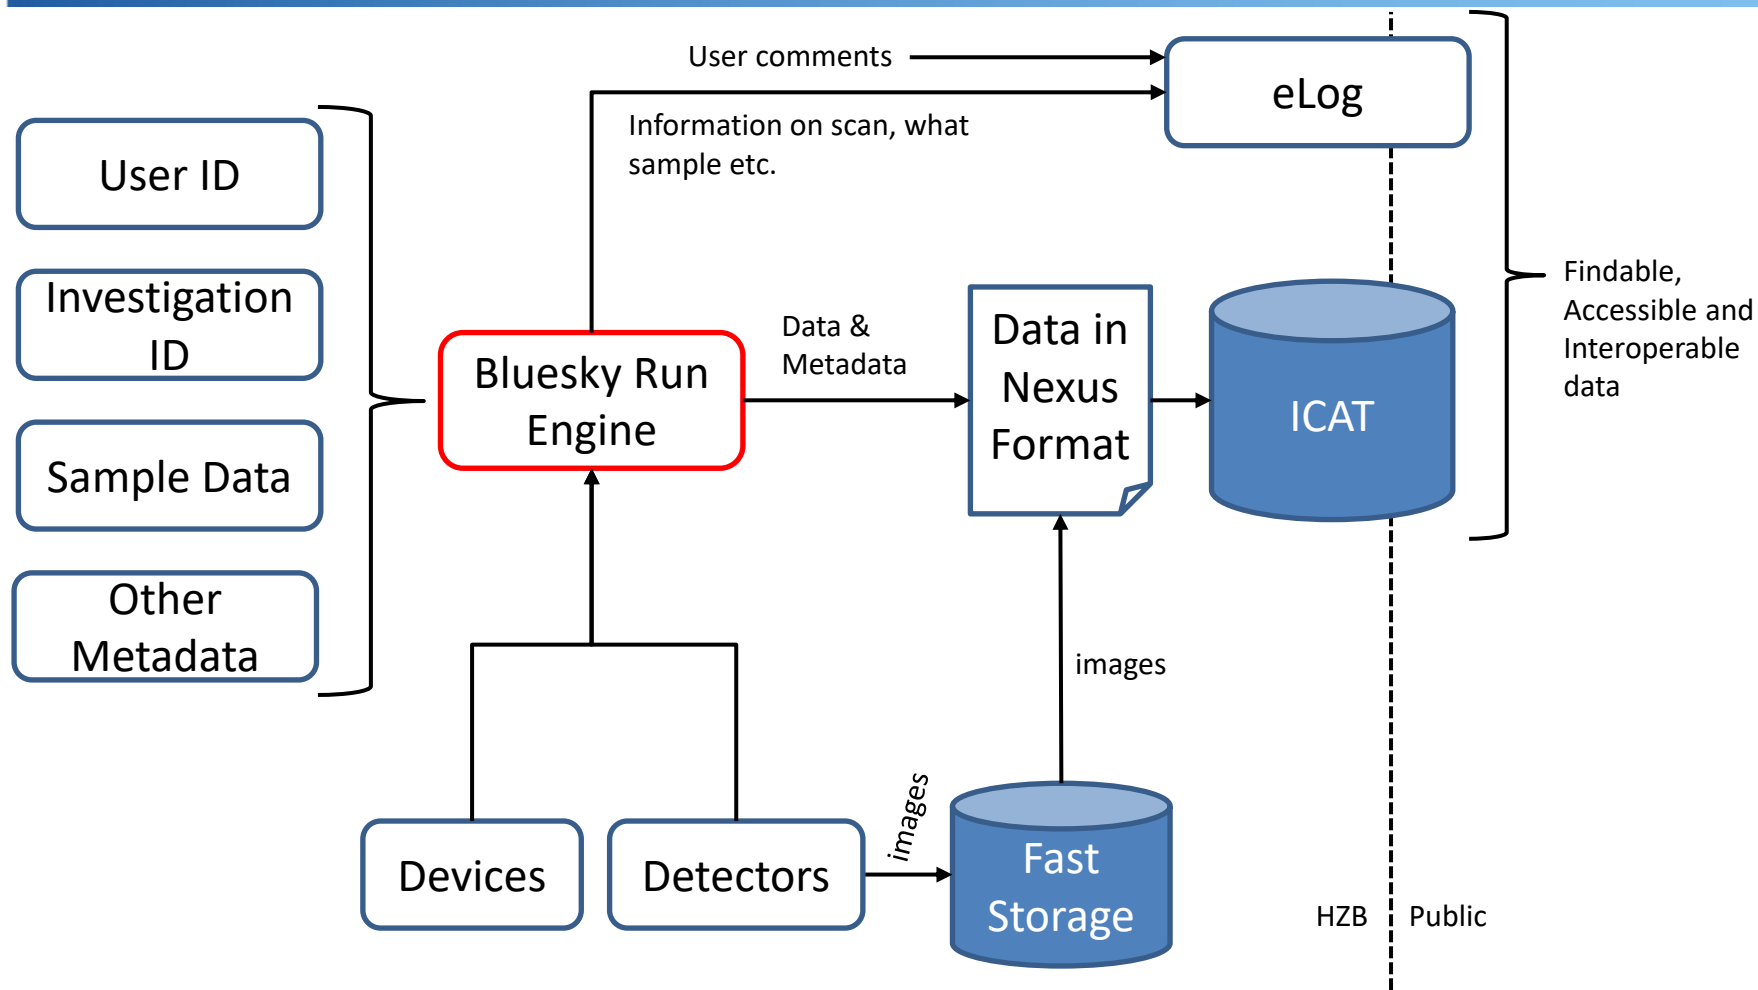 User comments
eLog
Information on scan, what
sample etc.
User ID
Investigation
ID
Sample Data
Other
Metadata
Bluesky Run
Engine
Data &
Metadata
Data in
Nexus
Format
ICAT
Findable,
Accessible and
Interoperable
data
images
images
Devices
Detectors
Fast
Storage
HZB
Public